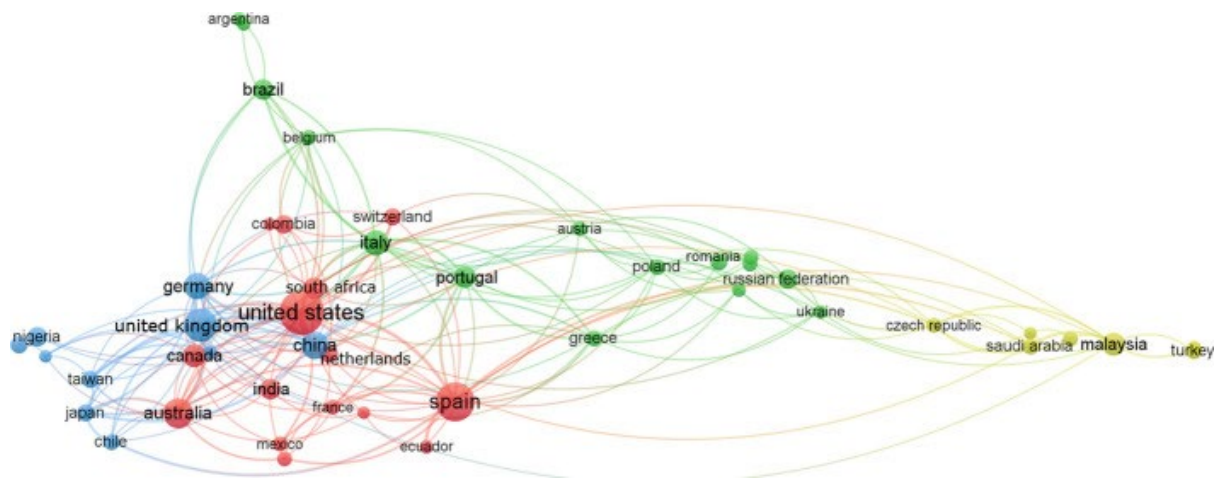 argentina
brazil
belgium
colombia
switzerland
italy
austria
germany
south africa
portugal
poland
romania
russian federation
united states
ukraine
united kingdom
nigeria
china
netherlands
canada
greece
czech republic
saudi arabia
malaysia
turkey
taiwan
india
spain
japan
australia
france
chile
mexico
ecuador